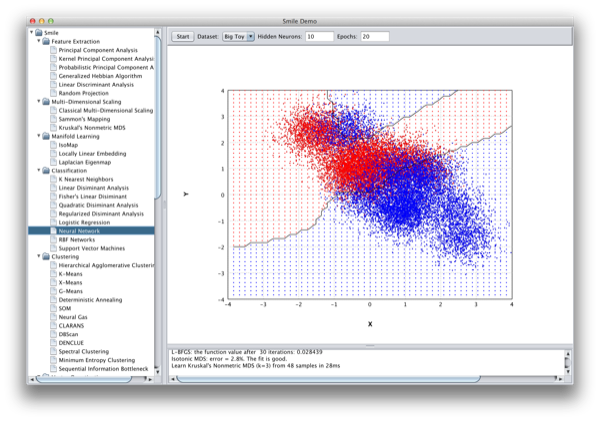 Smile Demo
Smile
Feature Extraction
Principal Component Analysis
Kernel Principal Component Analysi
Probabilistic Principal Component A
Generalized Hebbian Algorithm
Linear Discriminant Analysis
Random Projection
Multi-Dimensional Scaling
Classical Multi-Dimensional Scaling
Sammon's Mapping
Kruskal's Nonmetric MDS
Manifold Learning
IsoMap
Locally Linear Embedding
Laplacian Eigenmap
Classification
K Nearest Neighbors
Linear Disiminant Analysis
Fisher's Linear Disiminant
Quadratic Disiminant Analysis
Regularized Disiminant Analysis
Logistic Regression
Neural Network
RBF Networks
Support Vector Machines
Clustering
Hierarchical Agglomerative Clusterin
K-Means
X-Means
G-Means
Deterministic Annealing
SOM
Neural Gas
CLARANS
DBScan
DENCLUE
Spectral Clustering
Minimum Entropy Clustering
Sequential Information Bottleneck
Start Dataset: Big Toy Hidden Neurons: 10 Epochs: 20
4
3
2
1
0
-1
-2
-3
-4
Y
-4 -3 -2 -1 0 1 2 3 4
X
L-BFGS: the function value after 30 iterations: 0.028439
Isotonic MDS: error = 2.8%. The fit is good.
Learn Kruskal's Nonmetric MDS (k=3) from 48 samples in 28ms